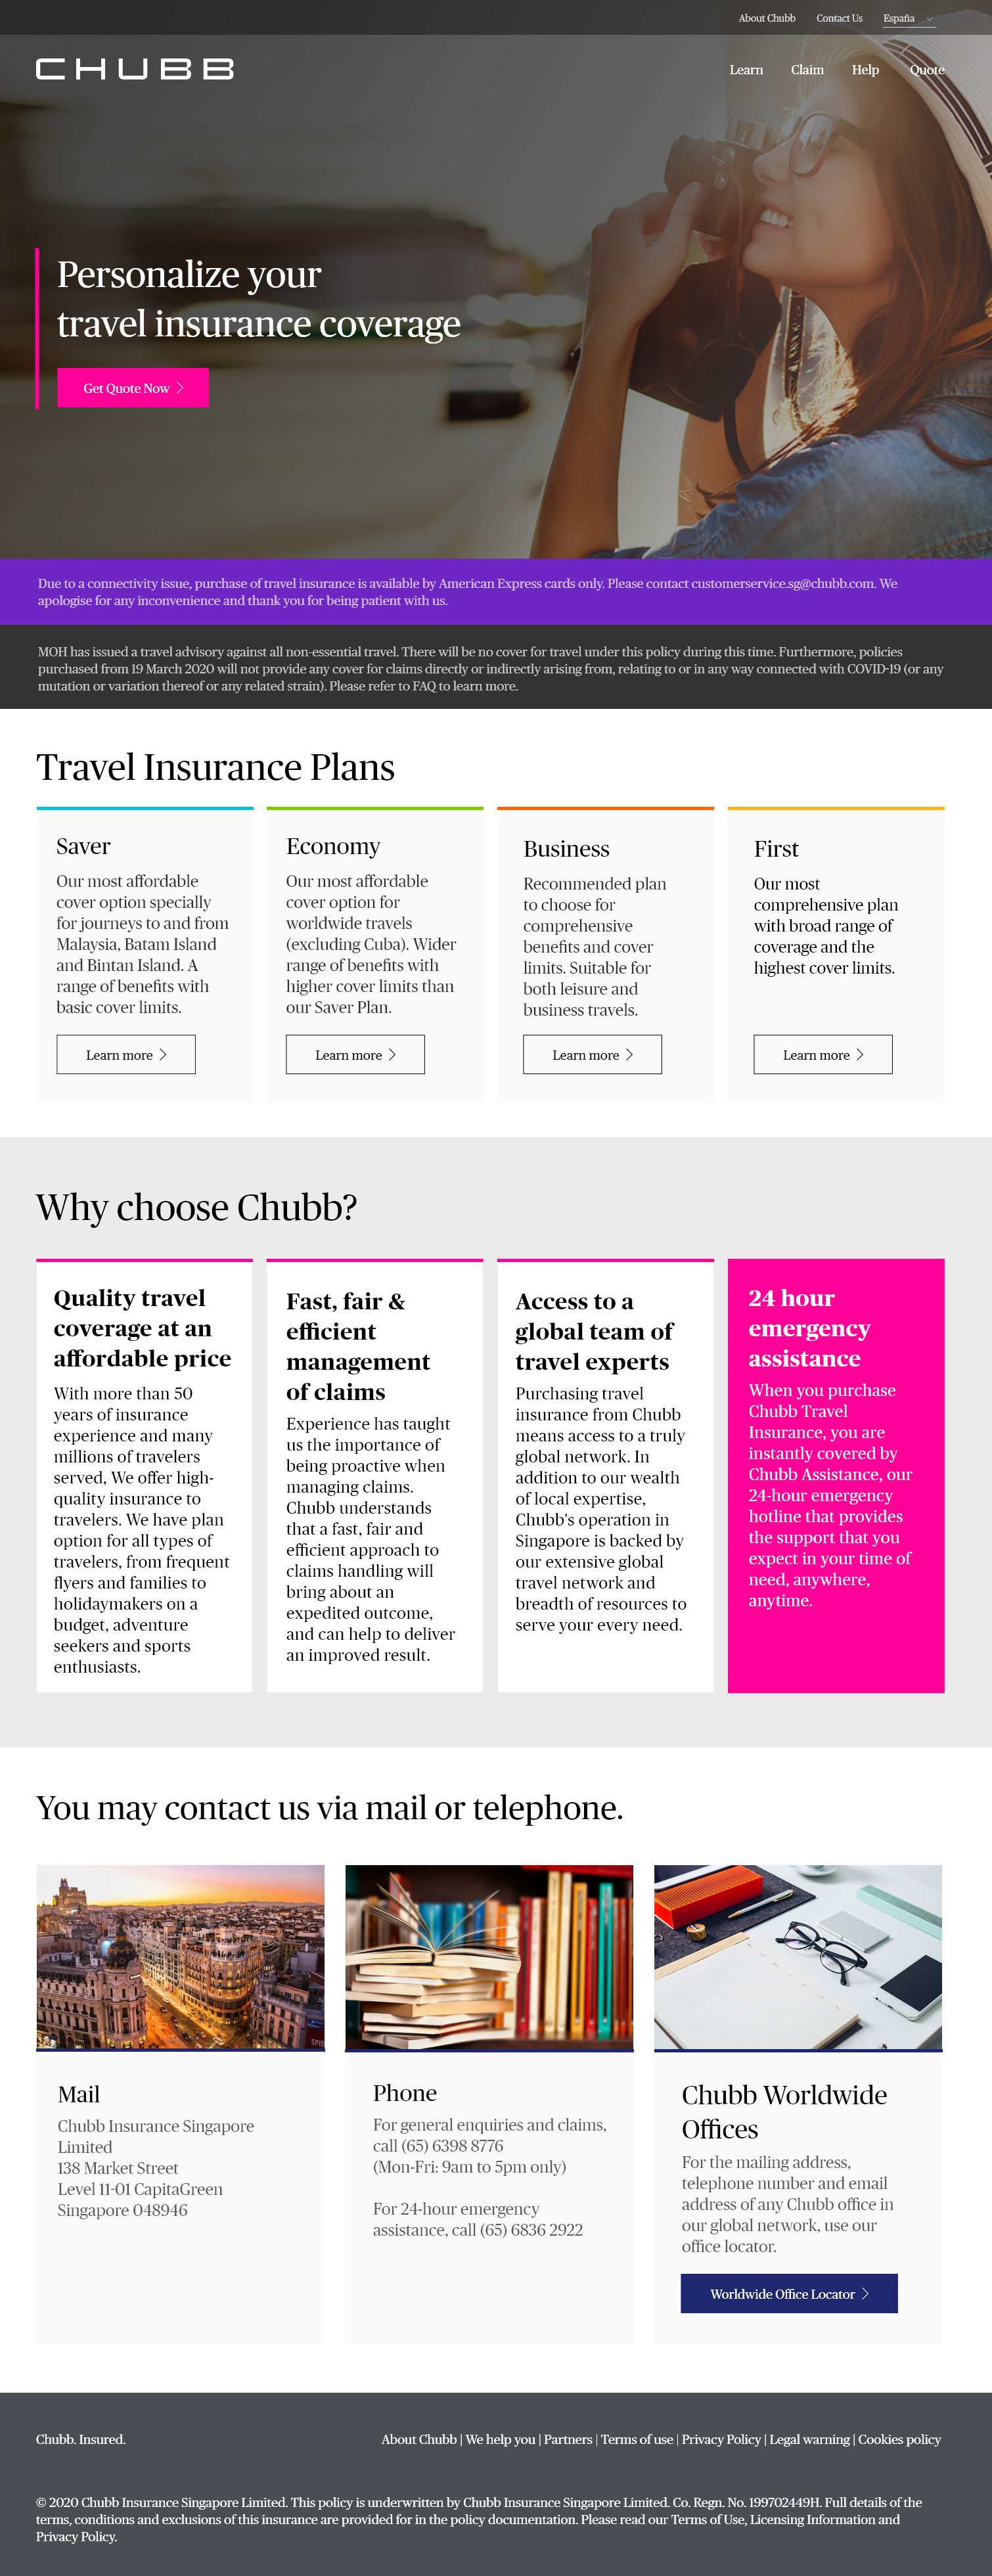 About Chubb Contact Us España
CHUBB
Learn Claim Help Quote
Personalize your
travel insurance coverage
Get Quote Now
Due to a connectivity issue, purchase of travel insurance is available by American Express cards only. Please contact customerservice.sg@chubb.com. We
apologise for any inconvenience and thank you for being patient with us.
MOH has issued a travel advisory against all non-essential travel. There will be no cover for travel under this policy during this time. Furthermore, policies
purchased from 19 March 2020 will not provide any cover for claims directly or indirectly arising from, relating to or in any way connected with COVID-19 (or any
mutation or variation thereof or any related strain). Please refer to FAQ to learn more.
Travel Insurance Plans
Saver
Our most affordable
cover option specially
for journeys to and from
Malaysia, Batam Island
and Bintan Island. A
range of benefits with
basic cover limits.
Learn more
Economy
Our most affordable
cover option for
worldwide travels
(excluding Cuba). Wider
range of benefits with
higher cover limits than
our Saver Plan.
Learn more
Business
Recommended plan
to choose for
comprehensive
benefits and cover
limits. Suitable for
both leisure and
business travels.
Learn more
First
Our most
comprehensive plan
with broad range of
coverage and the
highest cover limits.
Learn more
Why choose Chubb?
Quality travel
coverage at an
affordable price
With more than 50
years of insurance
experience and many
millions of travelers
served, We offer high-
quality insurance to
travelers. We have plan
option for all types of
travelers, from frequent
flyers and families to
holidaymakers on a
budget, adventure
seekers and sports
enthusiasts.
Fast, fair &
efficient
management
of claims
Experience has taught
us the importance of
being proactive when
managing claims.
Chubb understands
that a fast, fair and
efficient approach to
claims handling will
bring about an
expedited outcome,
and can help to deliver
an improved result.
Access to a
global team of
travel experts
Purchasing travel
insurance from Chubb
means access to a truly
global network. In
addition to our wealth
of local expertise,
Chubb's operation in
Singapore is backed by
our extensive global
travel network and
breadth of resources to
serve your every need.
24 hour
emergency
assistance
When you purchase
Chubb Travel
Insurance, you are
instantly covered by
Chubb Assistance, our
24-hour emergency
hotline that provides
the support that you
expect in your time of
need, anywhere,
anytime.
You may contact us via mail or telephone.
Mail
Chubb Insurance Singapore
Limited
138 Market Street
Level 11-01 CapitaGreen
Singapore 048946
Phone
For general enquiries and claims,
call (65) 6398 8776
(Mon-Fri: 9am to 5pm only)
For 24-hour emergency
assistance, call (65) 6836 2922
Chubb Worldwide
Offices
For the mailing address,
telephone number and email
address of any Chubb office in
our global network, use our
office locator.
Worldwide Office Locator
Chubb. Insured.
About Chubb | We help you | Partners | Terms of use | Privacy Policy | Legal warning | Cookies policy
© 2020 Chubb Insurance Singapore Limited. This policy is underwritten by Chubb Insurance Singapore Limited. Co. Regn. No. 199702449H. Full details of the
terms, conditions and exclusions of this insurance are provided for in the policy documentation. Please read our Terms of Use, Licensing Information and
Privacy Policy.